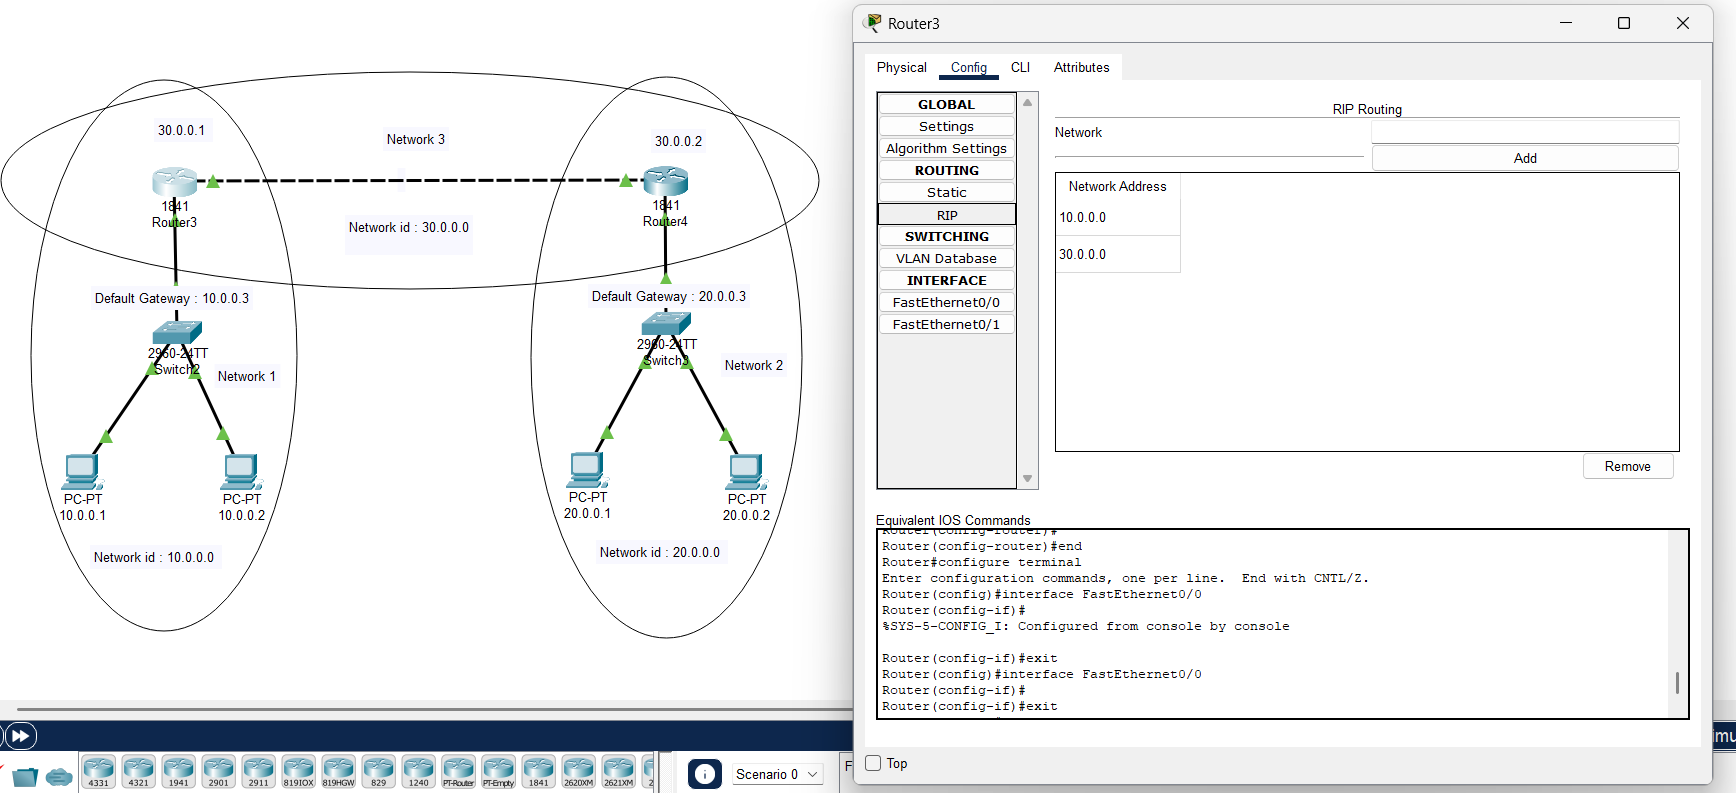 30.0.0.1
Network 3
30.0.0.2
1841
Router3
1841
Router4
Network id : 30.0.0.0
Default Gateway : 10.0.0.3
Default Gateway : 20.0.0.3
2960-24TT
Switch2
2960-24TT
Switch3
Network 1
Network 2
PC-PT
10.0.0.1
PC-PT
10.0.0.2
PC-PT
20.0.0.1
PC-PT
20.0.0.2
Network id : 10.0.0.0
Network id : 20.0.0.0
4331
4321
1941
2901
2911
819IOX
819HGW
829
1240
PT-Router
PT-Empty
1841
2620XM
2621XM
2
Scenario 0
F
imu
Router3
Physical
Config
CLI
Attributes
GLOBAL
Settings
Algorithm Settings
ROUTING
Static
RIP
SWITCHING
VLAN Database
INTERFACE
FastEthernet0/0
FastEthernet0/1
RIP Routing
Network
Add
Network Address
10.0.0.0
30.0.0.0
Remove
Equivalent IOS Commands
Router(config-router)#
Router(config-router)#end
Router#configure terminal
Enter configuration commands, one per line.  End with CNTL/Z.
Router(config)#interface FastEthernet0/0
Router(config-if)#
%SYS-5-CONFIG_I: Configured from console by console
Router(config-if)#exit
Router(config)#interface FastEthernet0/0
Router(config-if)#
Router(config-if)#exit
Top